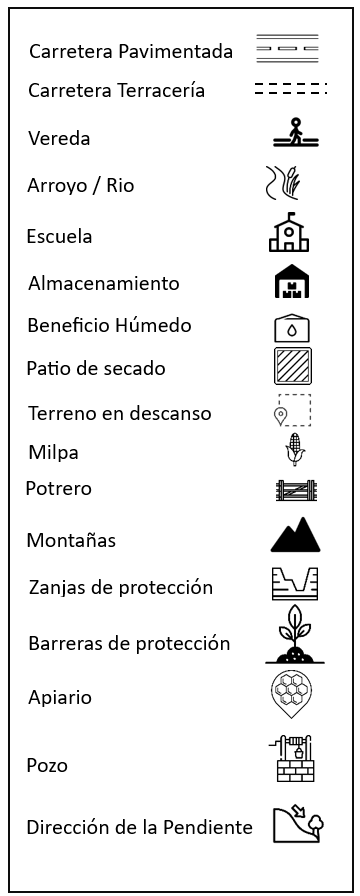 Carretera Pavimentada
Carretera Terracería
Vereda
Arroyo / Rio
Escuela
Almacenamiento
Beneficio Húmedo
Patio de secado
Terreno en descanso
Milpa
Potrero
Montañas
Zanjas de protección
Barreras de protección
Apiario
Pozo
Dirección de la Pendiente